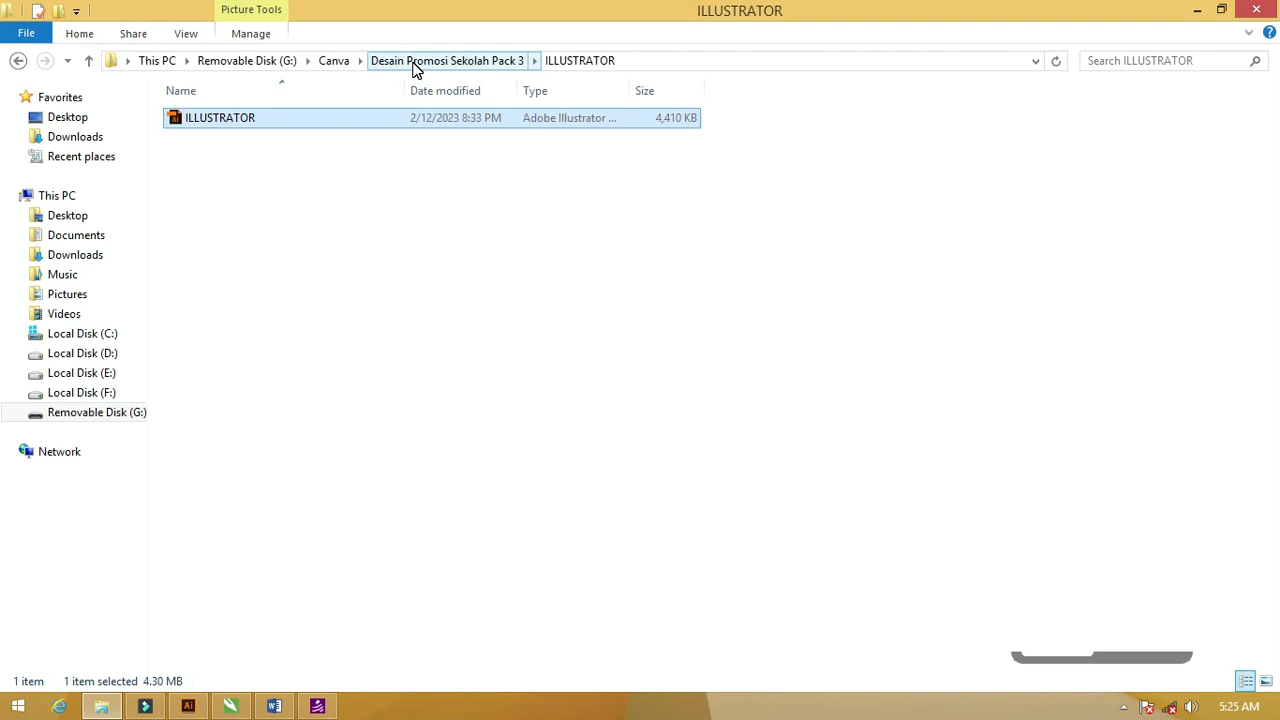 Picture Tools
ILLUSTRATOR
File
Home
Share
View
Manage
This PC
Removable Disk (G:)
Canva
Desain Promosi Sekolah Pack 3
ILLUSTRATOR
Search ILLUSTRATOR
Name
Date modified
Type
Size
ILLUSTRATOR
2/12/2023 8:33 PM
Adobe Illustrator ...
4,410 KB
Favorites
Desktop
Downloads
Recent places
This PC
Desktop
Documents
Downloads
Music
Pictures
Videos
Local Disk (C:)
Local Disk (D:)
Local Disk (E:)
Local Disk (F:)
Removable Disk (G:)
Network
1 item
1 item selected 4.30 MB
Ai
5:25 AM